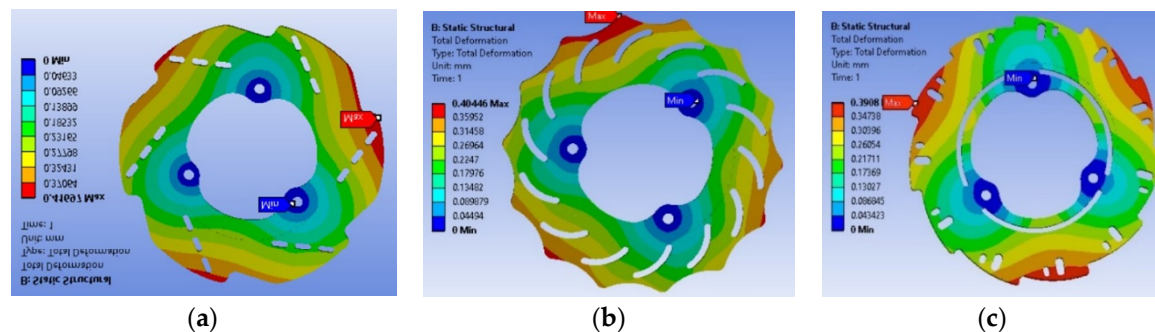 0 Min
0.04633
0.09266
0.13899
0.18532
0.23165
0.27798
0.32431
0.37064
0.41697 Max
Time: 1
Unit: mm
Type: Total Deformation
Total Deformation
B: Static Structural
Max
Min
B: Static Structural
Total Deformation
Type: Total Deformation
Unit: mm
Time: 1
0.40446 Max
0.35952
0.31458
0.26964
0.2247
0.17976
0.13482
0.089879
0.04494
0 Min
Max
Min
B: Static Structural
Total Deformation
Type: Total Deformation
Unit: mm
Time: 1
0.3908
0.34738
0.30396
0.26054
0.21711
0.17369
0.13027
0.086845
0.043423
0 Min
Max
Min
(a)
(b)
(c)